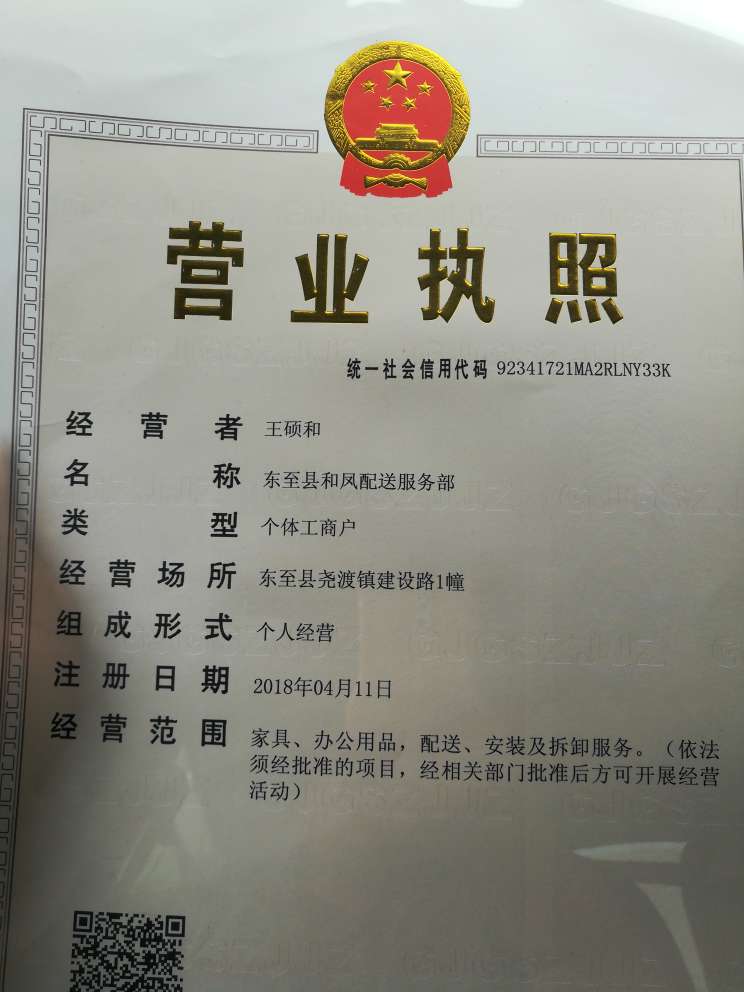 营业执照
统一社会信用代码 92341721MA2RLNY33K
经营者 王硕和
名称 东至县和凤配送服务部
类型 个体工商户
经营场所 东至县尧渡镇建设路1幢
组成形式 个人经营
注册日期 2018年04月11日
经营范围 家具、办公用品，配送、安装及拆卸服务。（依法
须经批准的项目，经相关部门批准后方可开展经营
活动）